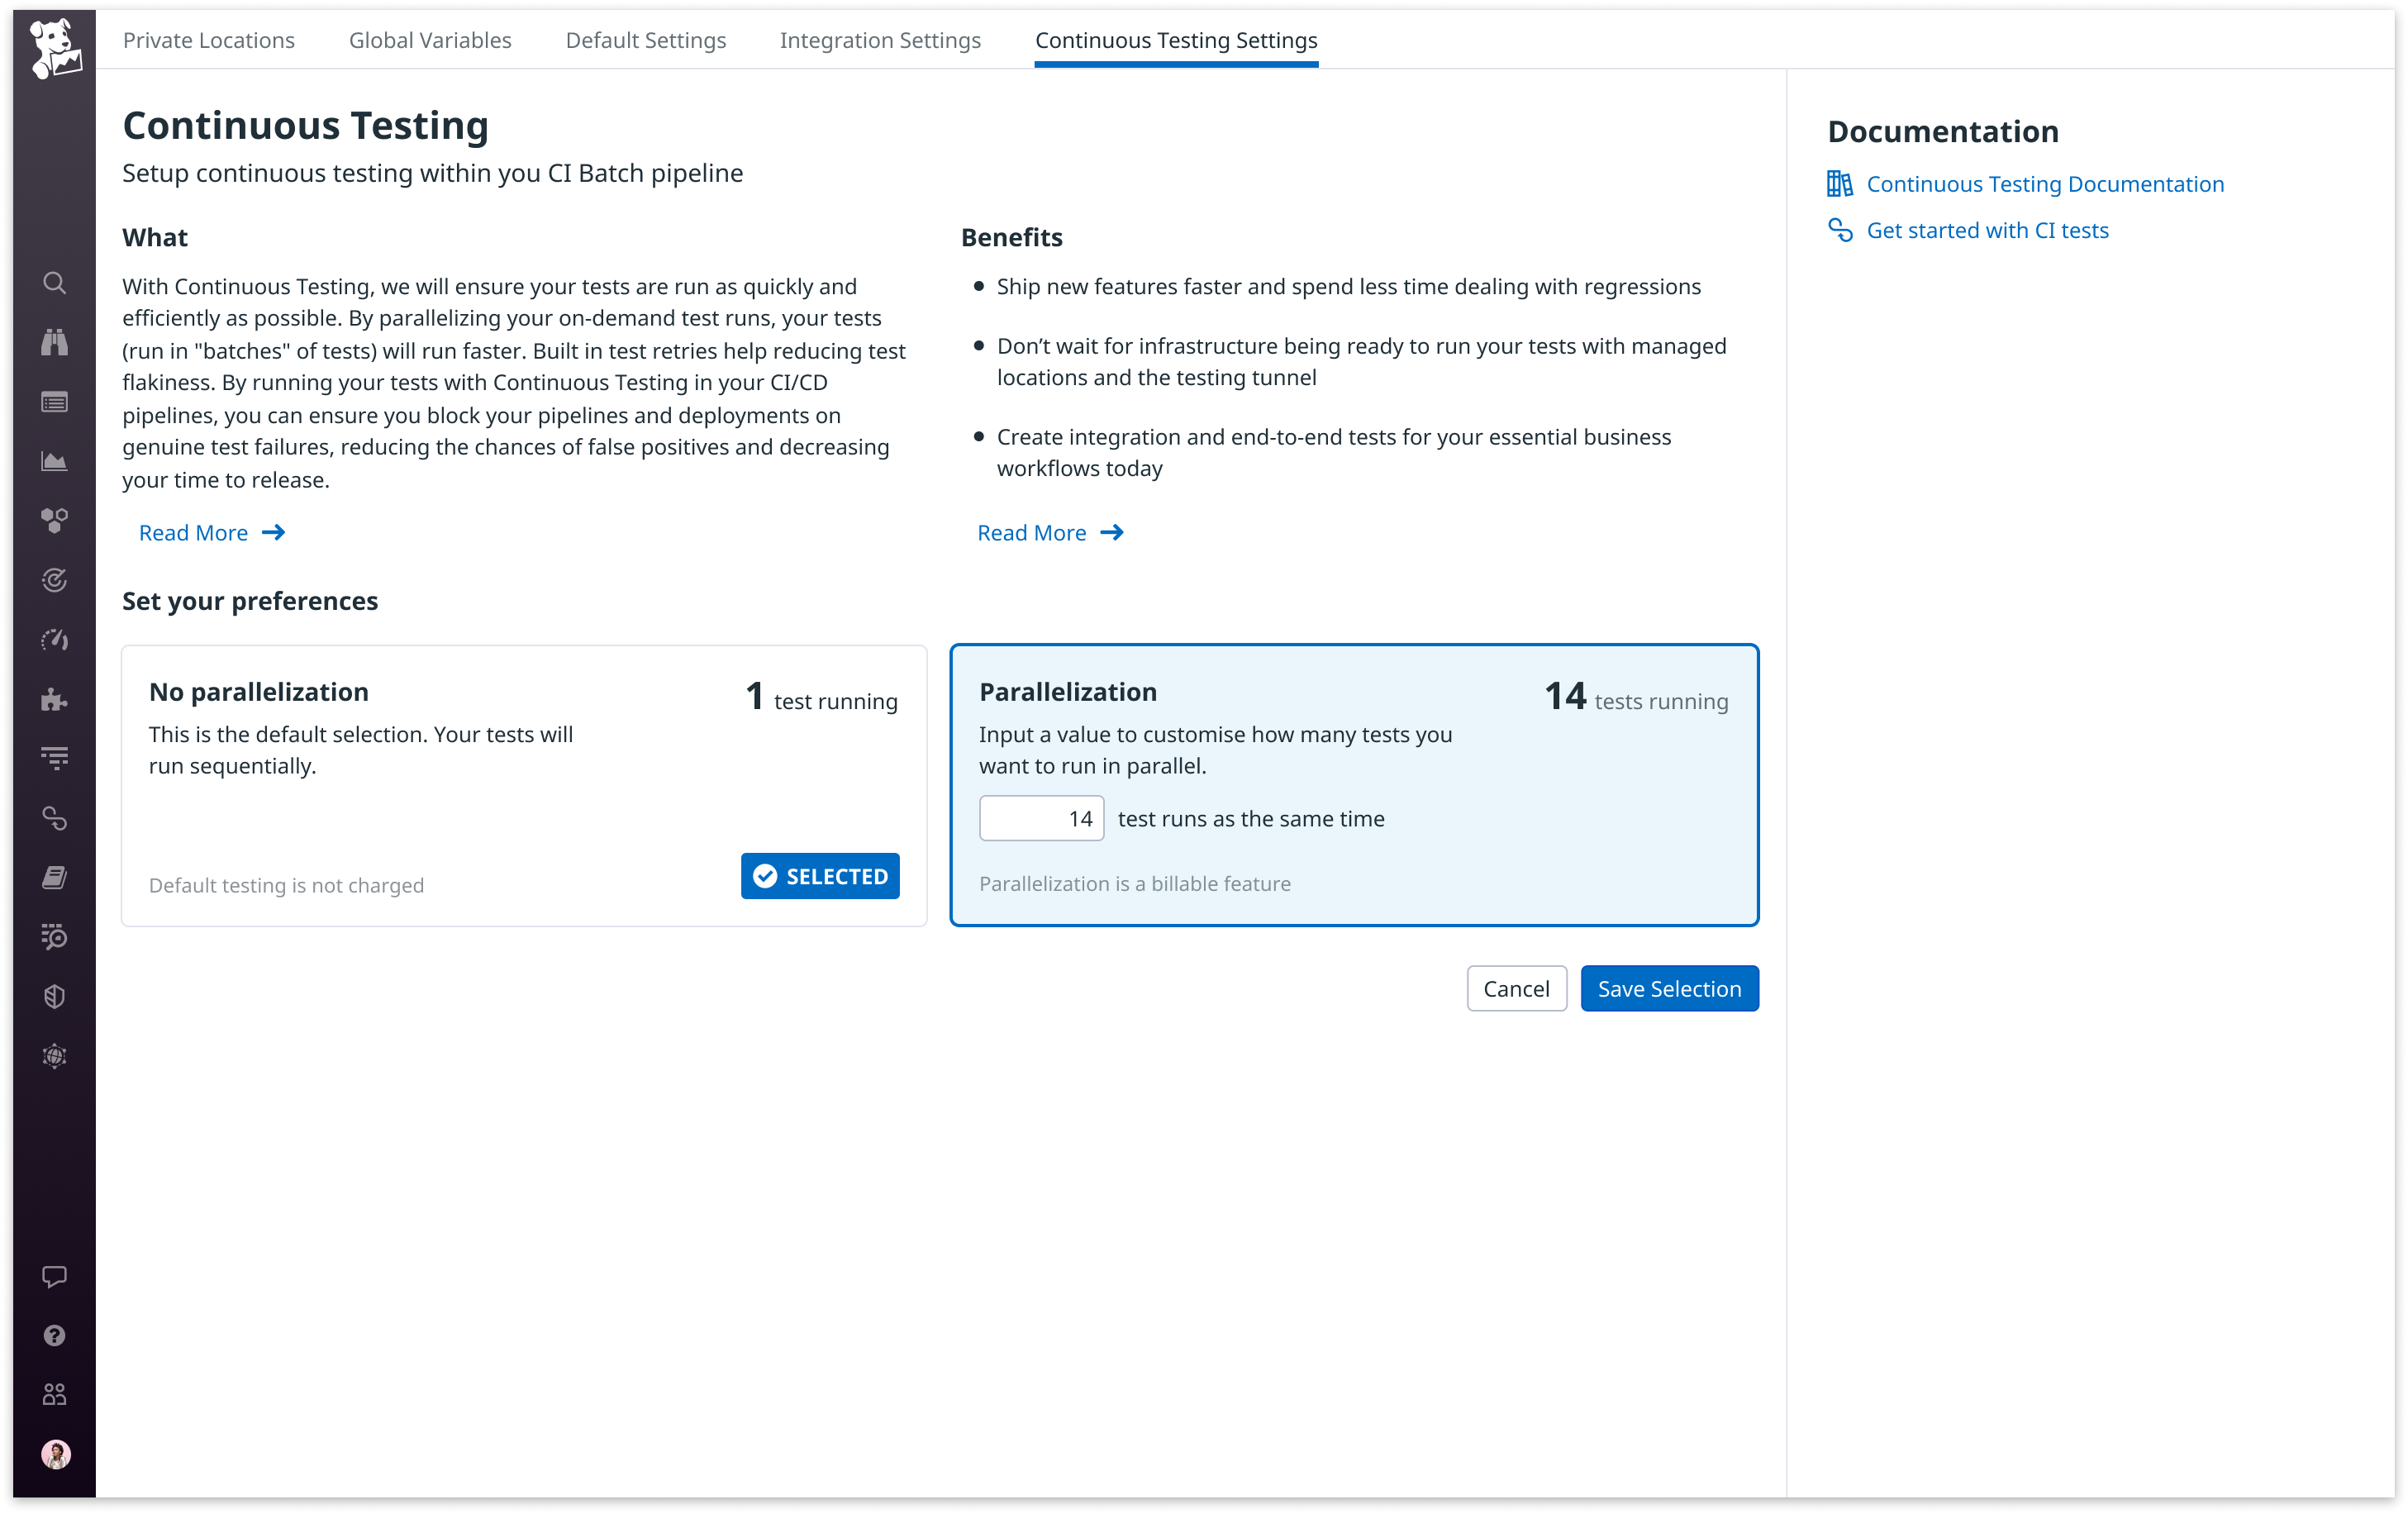 Private Locations
Global Variables
Default Settings
Integration Settings
Continuous Testing Settings
Continuous Testing
Setup continuous testing within you CI Batch pipeline
What
With Continuous Testing, we will ensure your tests are run as quickly and
efficiently as possible. By parallelizing your on-demand test runs, your tests
(run in "batches" of tests) will run faster. Built in test retries help reducing test
flakiness. By running your tests with Continuous Testing in your CI/CD
pipelines, you can ensure you block your pipelines and deployments on
genuine test failures, reducing the chances of false positives and decreasing
your time to release.
Read More
Benefits
Ship new features faster and spend less time dealing with regressions
Don’t wait for infrastructure being ready to run your tests with managed
locations and the testing tunnel
Create integration and end-to-end tests for your essential business
workflows today
Read More
Set your preferences
No parallelization
1 test running
This is the default selection. Your tests will
run sequentially.
Default testing is not charged
SELECTED
Parallelization
14 tests running
Input a value to customise how many tests you
want to run in parallel.
14 test runs as the same time
Parallelization is a billable feature
Cancel
Save Selection
Documentation
Continuous Testing Documentation
Get started with CI tests